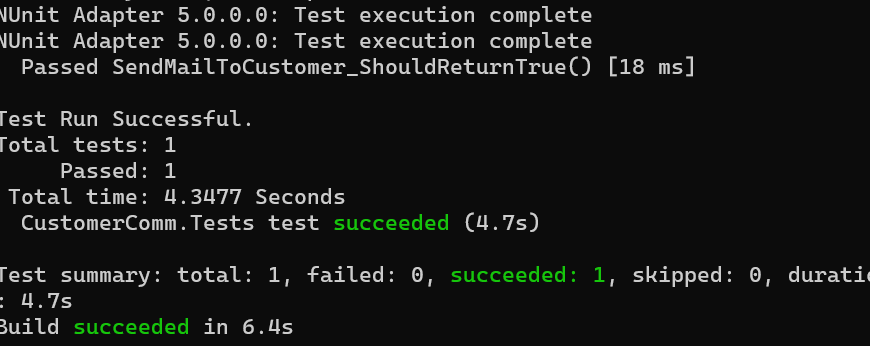 NUnit Adapter 5.0.0.0: Test execution complete
NUnit Adapter 5.0.0.0: Test execution complete
Passed SendMailToCustomer_ShouldReturnTrue() [18 ms]
Test Run Successful.
Total tests: 1
Passed: 1
Total time: 4.3477 Seconds
CustomerComm.Tests test succeeded (4.7s)
Test summary: total: 1, failed: 0, succeeded: 1, skipped: 0, duratio
: 4.7s
Build succeeded in 6.4s